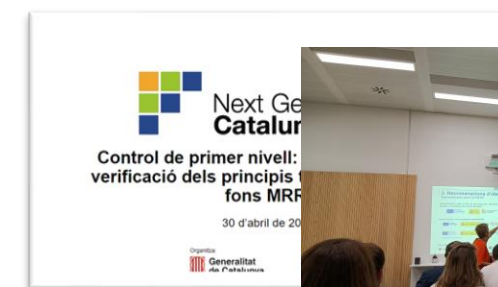 Next Ge
Catalu
Control de primer nivell:
verificació dels principis
fons MRR
30 d'abril de 20
Organitza:
Generalitat
de Catalunya